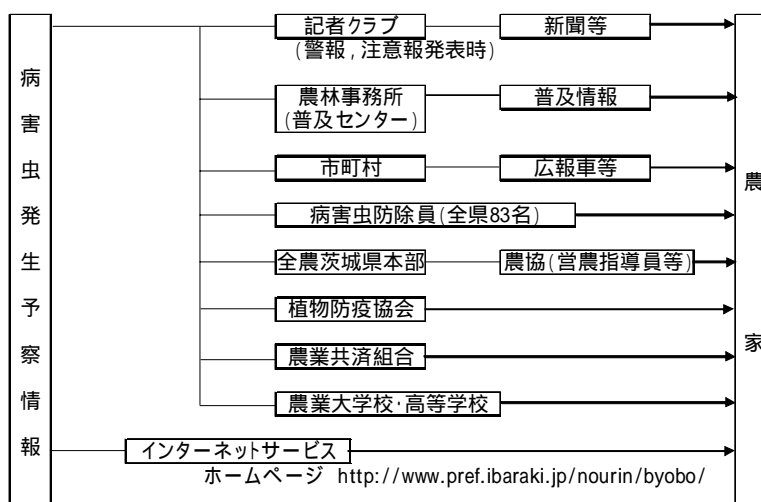 病害虫発生予察情報
記者クラブ
新聞等
(警報,注意報発表時)
農林事務所
(普及センター)
普及情報
市町村
広報車等
病害虫防除員(全県83名)
全農茨城県本部
農協(営農指導員等)
植物防疫協会
農業共済組合
農業大学校・高等学校
インターネットサービス
ホームページ http://www.pref.ibaraki.jp/nourin/byobo/
農家